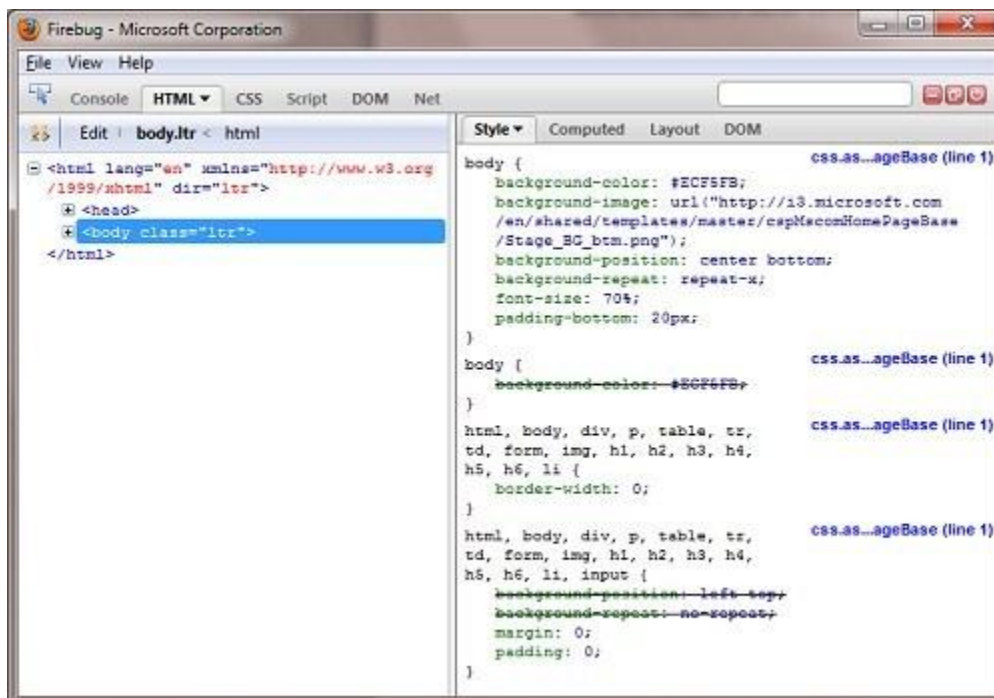 Firebug - Microsoft Corporation
File View Help
Console HTML CSS Script DOM Net
Edit body.ltr < html
<html lang="en" xmlns="http://www.w3.org
/1999/xhtml" dir="ltr">
<head>
<body class="ltr">
</html>
Style Computed Layout DOM
body { css.as...ageBase (line 1)
background-color: #ECF5FB;
background-image: url("http://i3.microsoft.com
/en/shared/templates/master/cspMscomHomePageBase
/Stage_BG_btm.png");
background-position: center bottom;
background-repeat: repeat-x;
font-size: 70%;
padding-bottom: 20px;
}
body { css.as...ageBase (line 1)
background-color: #ECF5FB;
}
html, body, div, p, table, tr, css.as...ageBase (line 1)
td, form, img, h1, h2, h3, h4,
h5, h6, li {
border-width: 0;
}
html, body, div, p, table, tr, css.as...ageBase (line 1)
td, form, img, h1, h2, h3, h4,
h5, h6, li, input {
background-position: left top;
background-repeat: no-repeat;
margin: 0;
padding: 0;
}